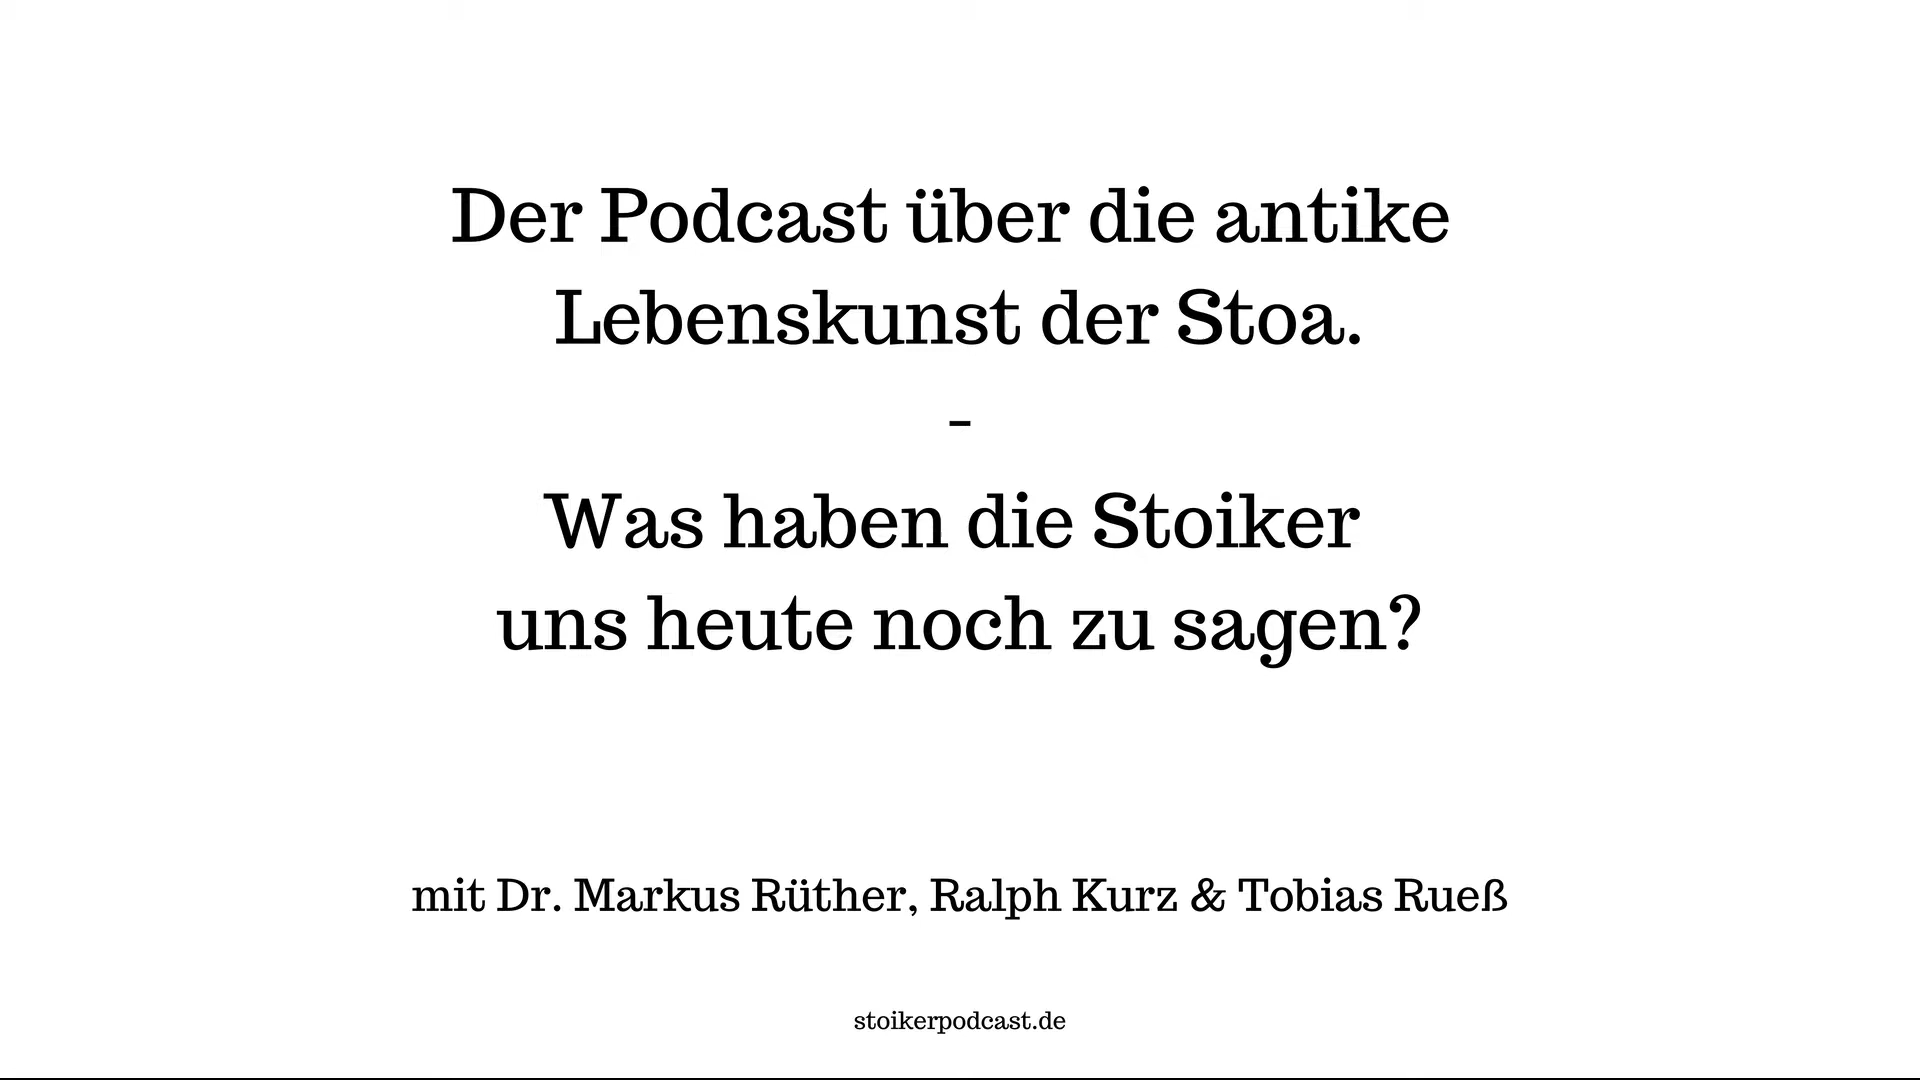 Der Podcast über die antike
Lebenskunst der Stoa.
-
Was haben die Stoiker
uns heute noch zu sagen?
mit Dr. Markus Rüther, Ralph Kurz & Tobias Rueß
stoikerpodcast.de